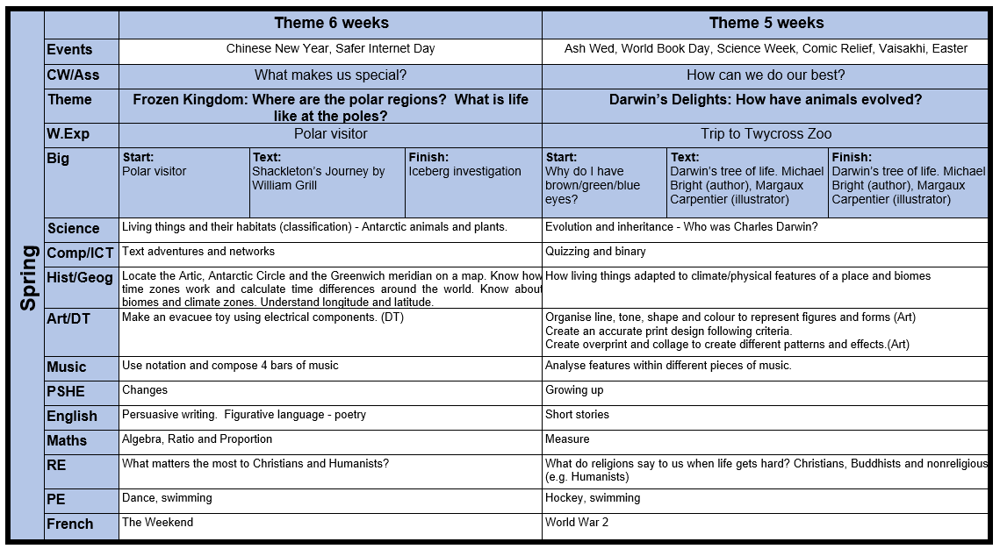 Spring
Theme 6 weeks
Theme 5 weeks
Events
Chinese New Year, Safer Internet Day
Ash Wed, World Book Day, Science Week, Comic Relief, Vaisakhi, Easter
CW/Ass
What makes us special?
How can we do our best?
Theme
Frozen Kingdom: Where are the polar regions?  What is life
like at the poles?
Darwin's Delights: How have animals evolved?
W.Exp
Polar visitor
Trip to Twycross Zoo
Big
Start:
Polar visitor
Text:
Shackleton's Journey by
William Grill
Finish:
Iceberg investigation
Start:
Why do I have
brown/green/blue
eyes?
Text:
Darwin's tree of life. Michael
Bright (author), Margaux
Carpentier (illustrator)
Finish:
Darwin's tree of life. Michael
Bright (author), Margaux
Carpentier (illustrator)
Science
Living things and their habitats (classification) - Antarctic animals and plants.
Evolution and inheritance - Who was Charles Darwin?
Comp/ICT
Text adventures and networks
Quizzing and binary
Hist/Geog
Locate the Artic, Antarctic Circle and the Greenwich meridian on a map. Know how
time zones work and calculate time differences around the world. Know about
biomes and climate zones. Understand longitude and latitude.
How living things adapted to climate/physical features of a place and biomes
Art/DT
Make an evacuee toy using electrical components. (DT)
Organise line, tone, shape and colour to represent figures and forms (Art)
Create an accurate print design following criteria.
Create overprint and collage to create different patterns and effects.(Art)
Music
Use notation and compose 4 bars of music
Analyse features within different pieces of music.
PSHE
Changes
Growing up
English
Persuasive writing.  Figurative language - poetry
Short stories
Maths
Algebra, Ratio and Proportion
Measure
RE
What matters the most to Christians and Humanists?
What do religions say to us when life gets hard? Christians, Buddhists and nonreligious
(e.g. Humanists)
PE
Dance, swimming
Hockey, swimming
French
The Weekend
World War 2